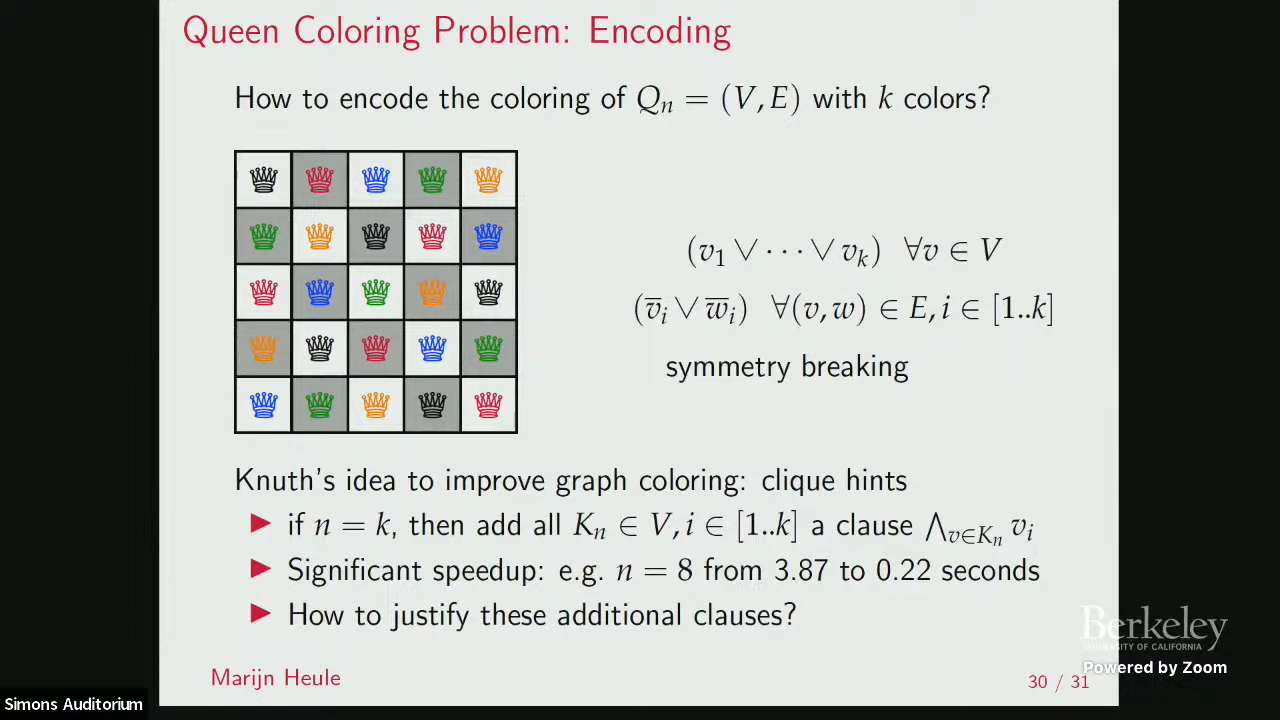 Queen Coloring Problem: Encoding
How to encode the coloring of Qₙ = (V, E) with k colors?
(v₁ ∨ ··· ∨ vₖ) ∀v ∈ V
(v̅ᵢ ∨ w̅ᵢ) ∀(v, w) ∈ E, i ∈ [1..k]
symmetry breaking
Knuth's idea to improve graph coloring: clique hints
▶ if n = k, then add all Kₙ ∈ V, i ∈ [1..k] a clause ⋀v∈Kₙ vᵢ
▶ Significant speedup: e.g. n = 8 from 3.87 to 0.22 seconds
▶ How to justify these additional clauses?
Berkeley
UNIVERSITY OF CALIFORNIA
Powered by Zoom
Marijn Heule
30 / 31
Simons Auditorium